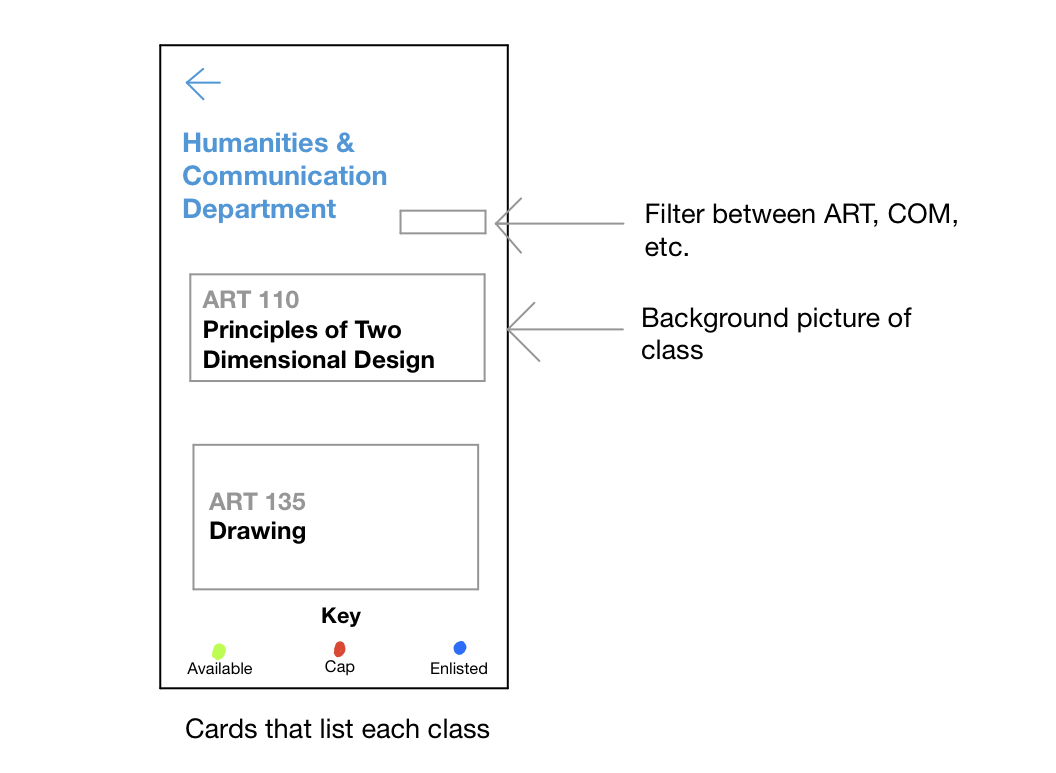 Humanities &
Communication
Department
Filter between ART, COM,
etc.
ART 110
Principles of Two
Dimensional Design
Background picture of
class
ART 135
Drawing
Key
Available
Cap
Enlisted
Cards that list each class